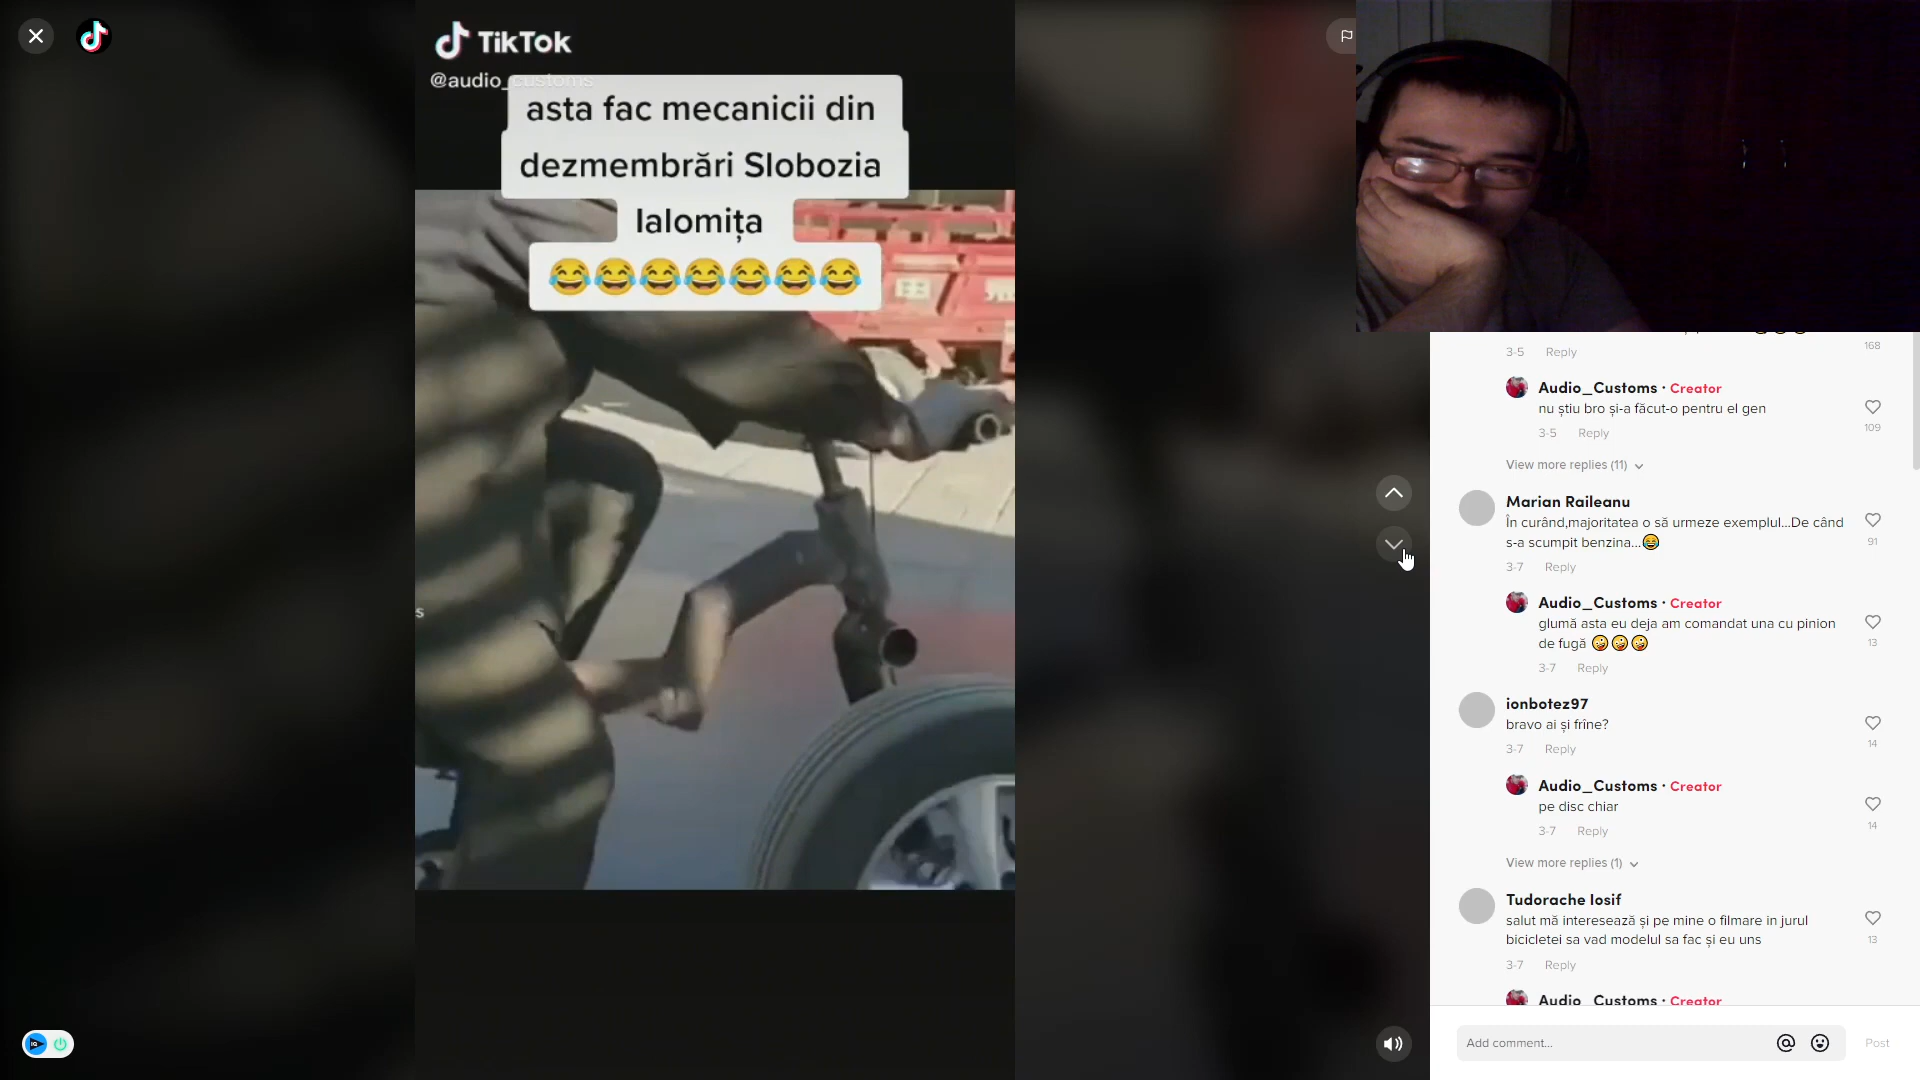 TikTok
@audio_customs
asta fac mecanicii din
dezmembrări Slobozia
Ialomița
😂😂😂😂😂😂😂
168
3-5 Reply
Audio_Customs · Creator
nu știu bro și-a făcut-o pentru el gen
109
3-5 Reply
View more replies (11)
Marian Raileanu
În curând,majoritatea o să urmeze exemplul...De când
s-a scumpit benzina...😂
91
3-7 Reply
Audio_Customs · Creator
glumă asta eu deja am comandat una cu pinion
de fugă 🤪🤪🤪
13
3-7 Reply
ionbotez97
bravo ai și frîne?
14
3-7 Reply
Audio_Customs · Creator
pe disc chiar
14
3-7 Reply
View more replies (1)
Tudorache Iosif
salut mă interesează și pe mine o filmare in jurul
bicicletei sa vad modelul sa fac și eu uns
13
3-7 Reply
Audio_Customs · Creator
Add comment...
Post